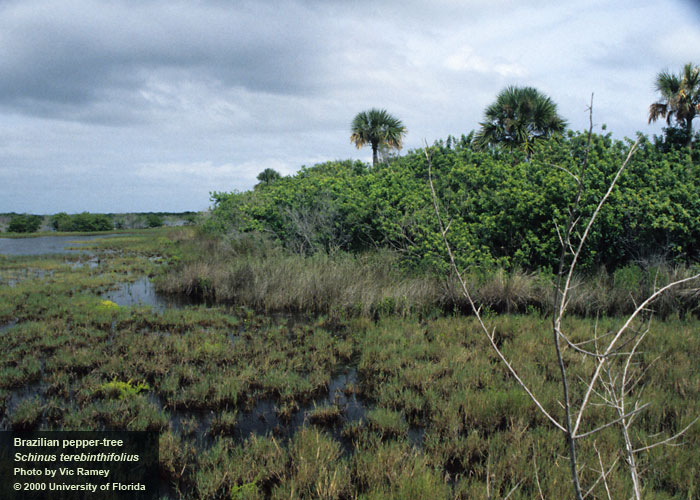 Brazilian pepper-tree
Schinus terebinthifolius
Photo by Vic Ramey
© 2000 University of Florida